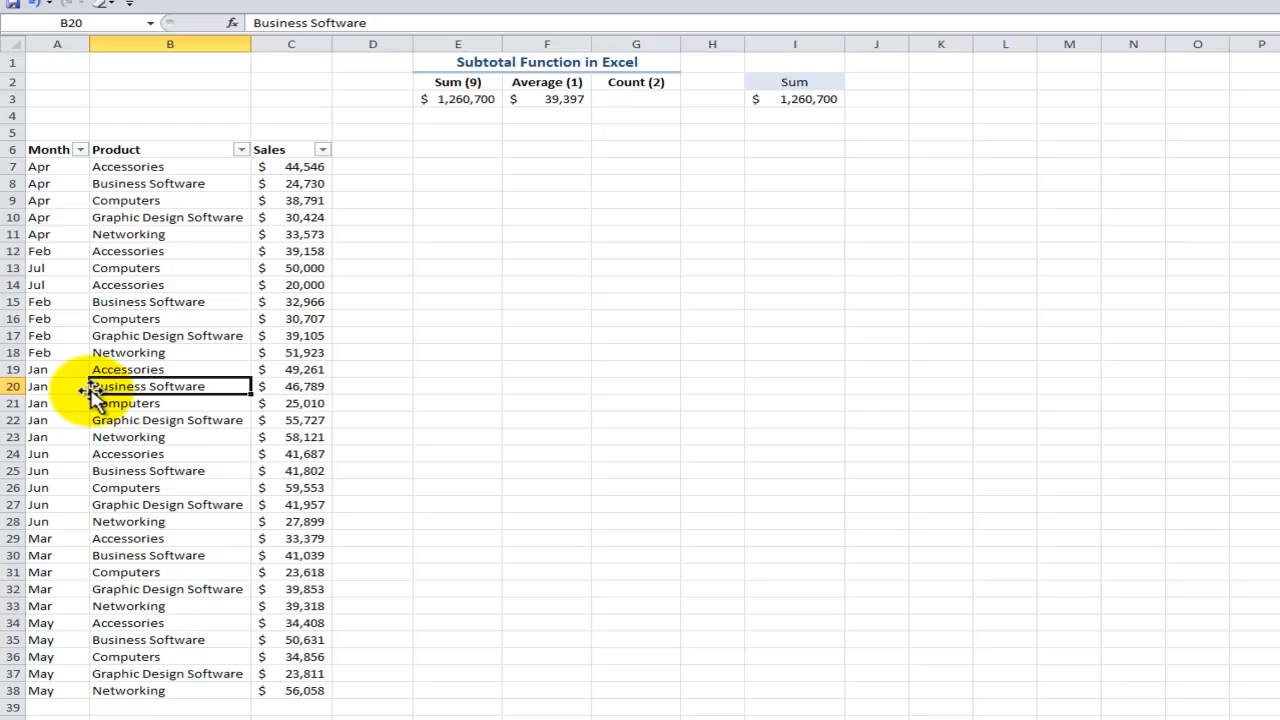 B20 fx Business Software
A B C D E F G H I J K L M N O P
1 Subtotal Function in Excel
2 Sum (9) Average (1) Count (2) Sum
3 $ 1,260,700 $ 39,397 $ 1,260,700
4
5
6 Month Product Sales
7 Apr Accessories $ 44,546
8 Apr Business Software $ 24,730
9 Apr Computers $ 38,791
10 Apr Graphic Design Software $ 30,424
11 Apr Networking $ 33,573
12 Feb Accessories $ 39,158
13 Jul Computers $ 50,000
14 Jul Accessories $ 20,000
15 Feb Business Software $ 32,966
16 Feb Computers $ 30,707
17 Feb Graphic Design Software $ 39,105
18 Feb Networking $ 51,923
19 Jan Accessories $ 49,261
20 Jan Business Software $ 46,789
21 Jan Computers $ 25,010
22 Jan Graphic Design Software $ 55,727
23 Jan Networking $ 58,121
24 Jun Accessories $ 41,687
25 Jun Business Software $ 41,802
26 Jun Computers $ 59,553
27 Jun Graphic Design Software $ 41,957
28 Jun Networking $ 27,899
29 Mar Accessories $ 33,379
30 Mar Business Software $ 41,039
31 Mar Computers $ 23,618
32 Mar Graphic Design Software $ 39,853
33 Mar Networking $ 39,318
34 May Accessories $ 34,408
35 May Business Software $ 50,631
36 May Computers $ 34,856
37 May Graphic Design Software $ 23,811
38 May Networking $ 56,058
39